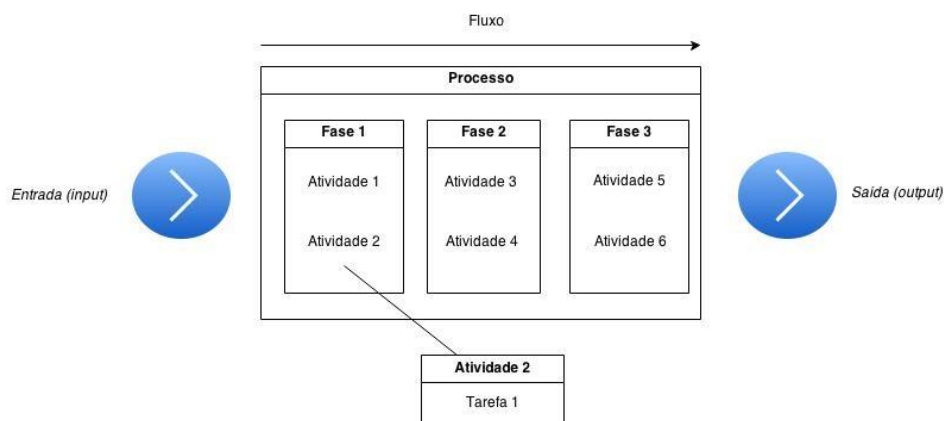 Fluxo
Processo
Fase 1
Fase 2
Fase 3
Entrada (input)
Atividade 1
Atividade 3
Atividade 5
Saída (output)
Atividade 2
Atividade 4
Atividade 6
Atividade 2
Tarefa 1